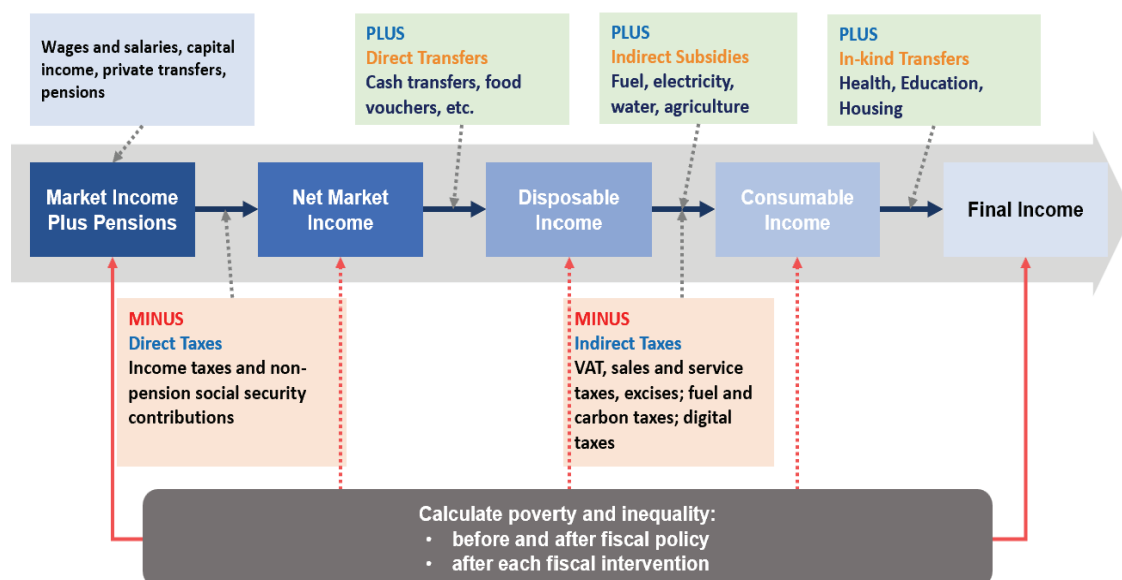 Wages and salaries, capital
income, private transfers,
pensions
PLUS
Direct Transfers
Cash transfers, food
vouchers, etc.
PLUS
Indirect Subsidies
Fuel, electricity,
water, agriculture
PLUS
In-kind Transfers
Health, Education,
Housing
Market Income
Plus Pensions
Net Market
Income
Disposable
Income
Consumable
Income
Final Income
MINUS
Direct Taxes
Income taxes and non-
pension social security
contributions
MINUS
Indirect Taxes
VAT, sales and service
taxes, excises; fuel and
carbon taxes; digital
taxes
Calculate poverty and inequality:
• before and after fiscal policy
• after each fiscal intervention